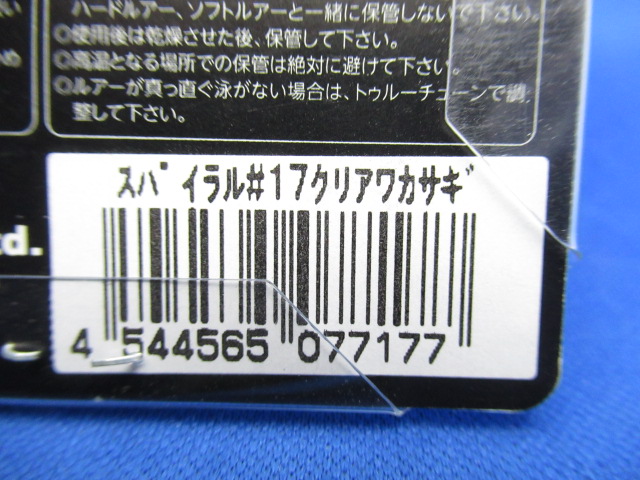 ハードルアー、ソフトルアーと一緒に保管しないで下さい。
◎使用後は乾燥させた後、保管して下さい。
◎高温となる場所での保管は絶対に避けて下さい。
◎ルアーが真っ直ぐ泳がない場合は、トゥルーチューンで調
整して下さい。
スパイラル#17クリアワカサギ
td.
4 544565 077177